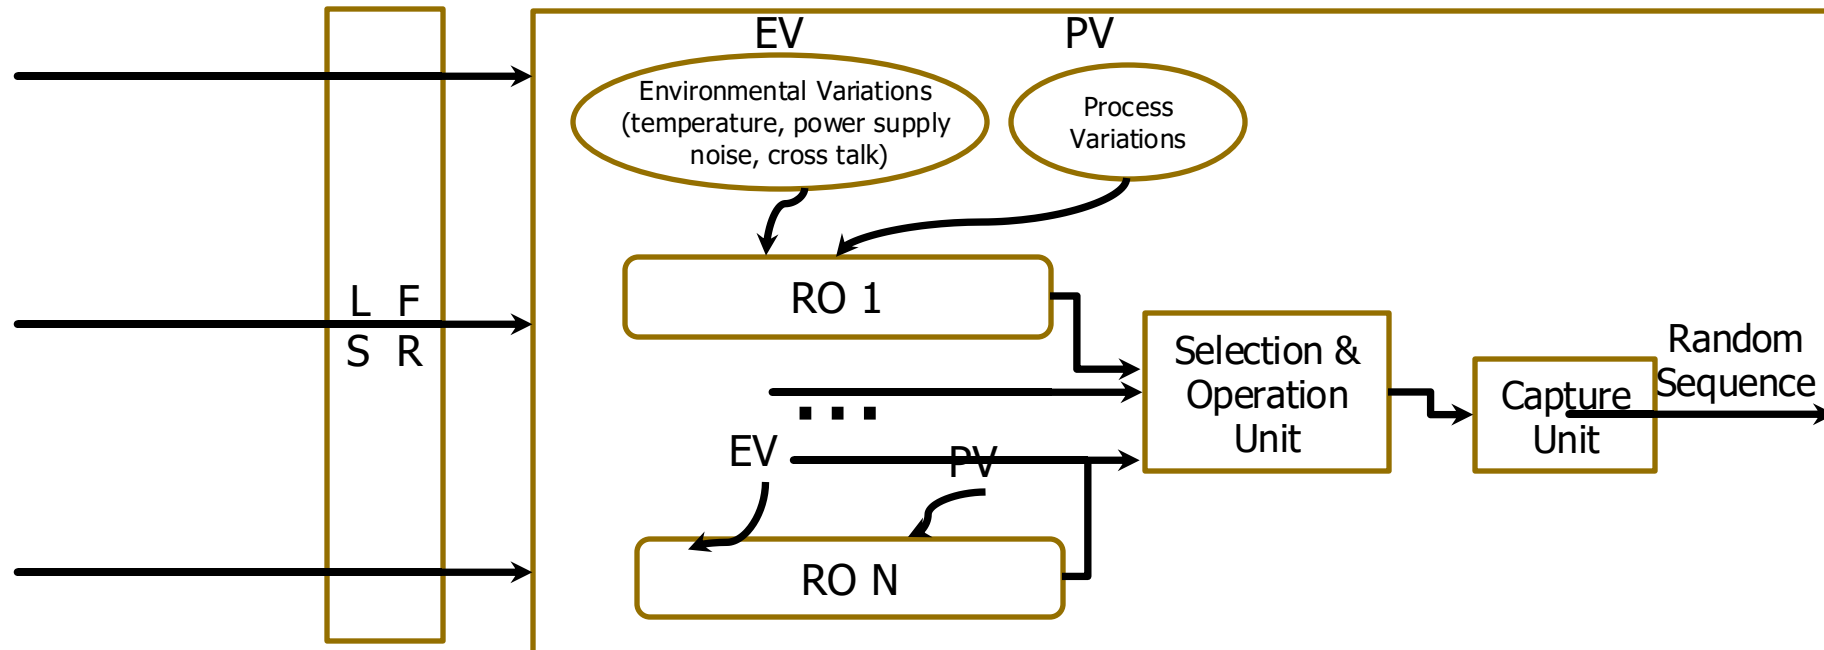 EV
PV
Environmental Variations
(temperature, power supply
noise, cross talk)
Process
Variations
L F
S R
RO 1
Selection &
Operation
Unit
Random
Sequence
Capture
Unit
...
EV
PV
RO N